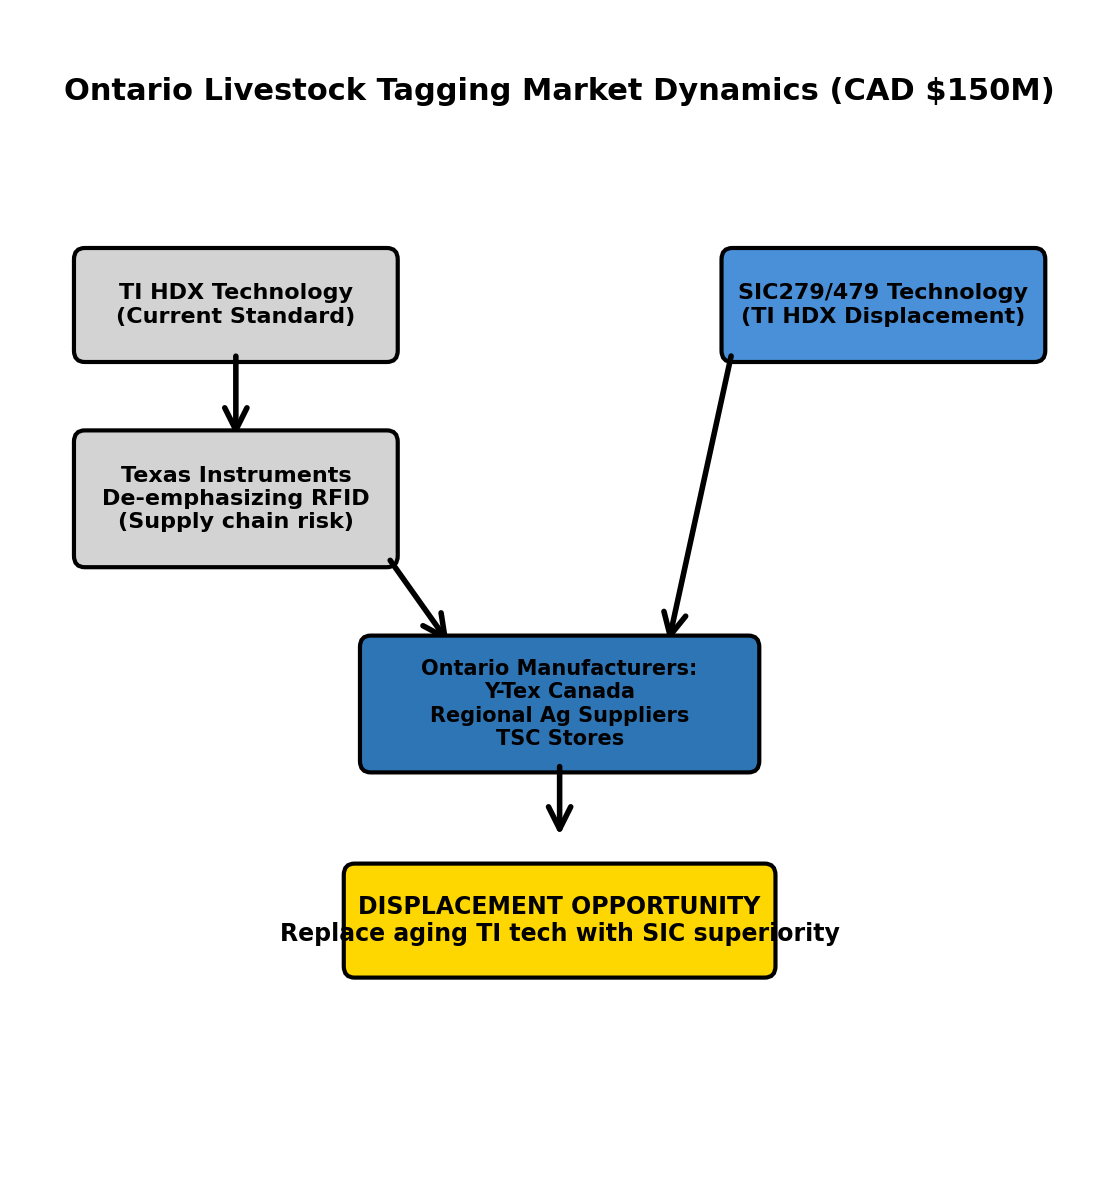 Ontario Livestock Tagging Market Dynamics (CAD $150M)
TI HDX Technology
(Current Standard)
SIC279/479 Technology
(TI HDX Displacement)
Texas Instruments
De-emphasizing RFID
(Supply chain risk)
Ontario Manufacturers:
Y-Tex Canada
Regional Ag Suppliers
TSC Stores
DISPLACEMENT OPPORTUNITY
Replace aging TI tech with SIC superiority